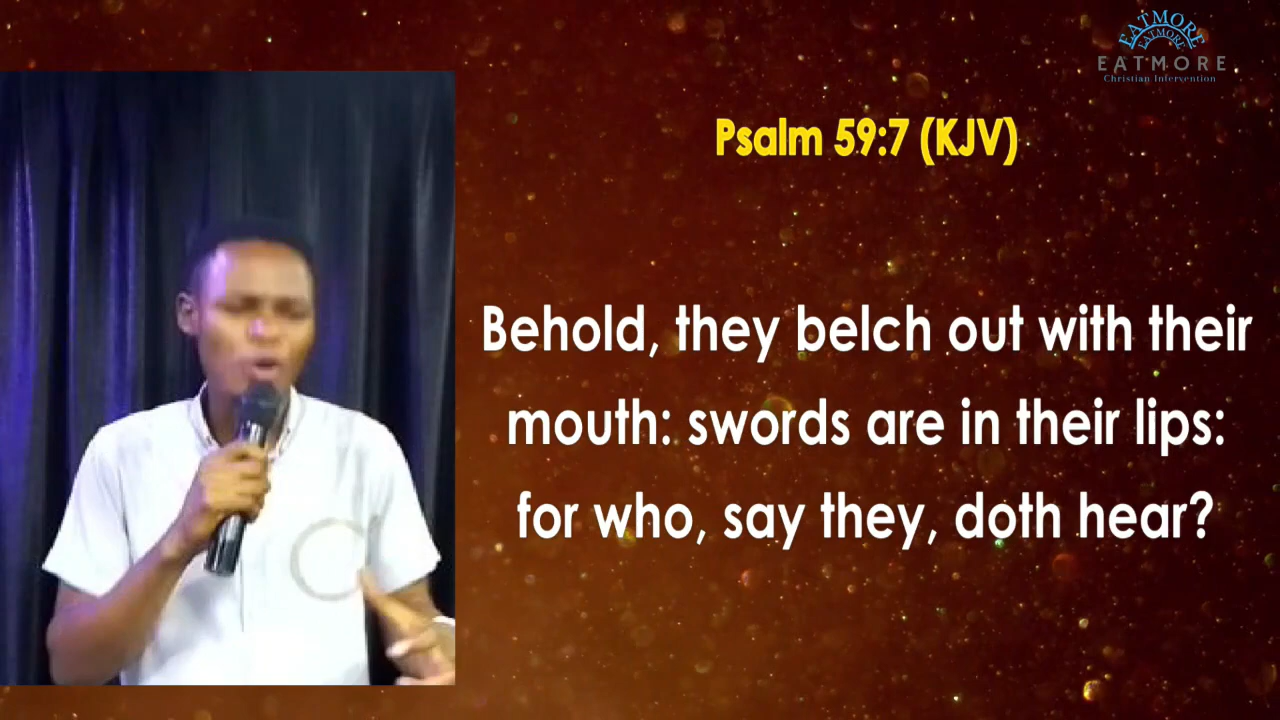 EATMORE
EATMORE
EATMORE
Christian Intervention
Psalm 59:7 (KJV)
Behold, they belch out with their
mouth: swords are in their lips:
for who, say they, doth hear?